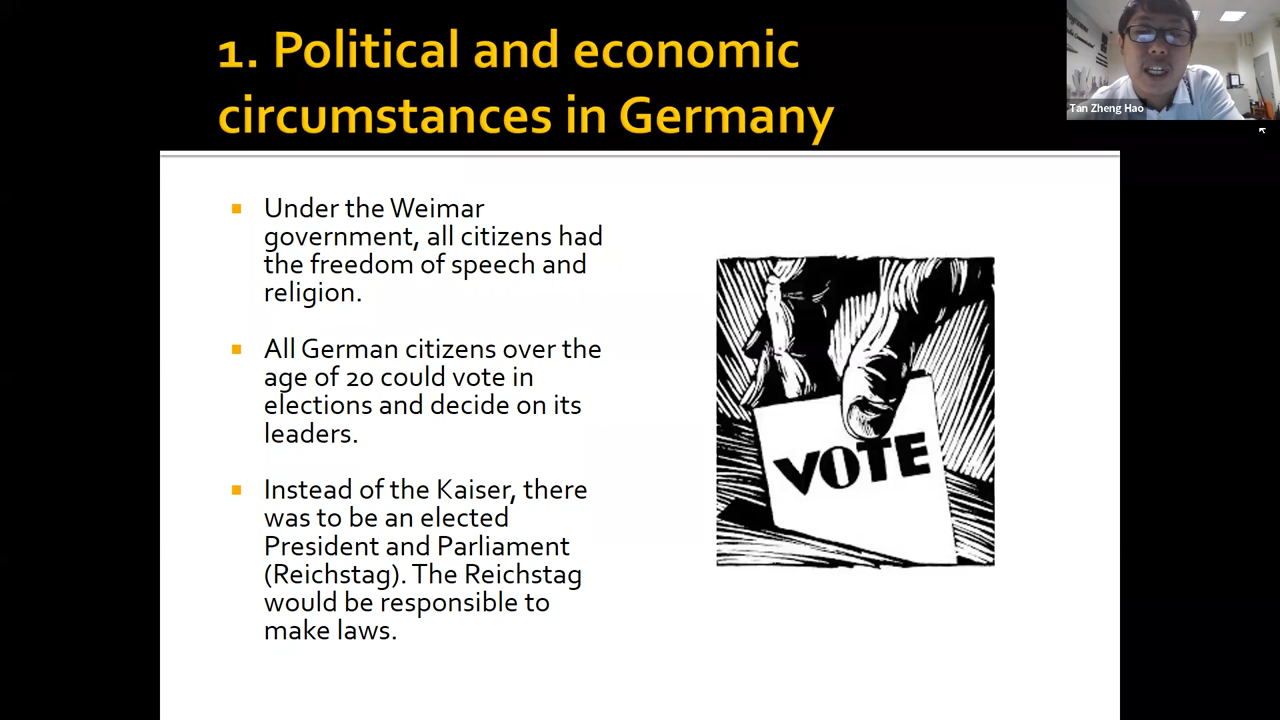 1. Political and economic
circumstances in Germany
Tan Zheng Hao
Under the Weimar
government, all citizens had
the freedom of speech and
religion.
All German citizens over the
age of 20 could vote in
elections and decide on its
leaders.
Instead of the Kaiser, there
was to be an elected
President and Parliament
(Reichstag). The Reichstag
would be responsible to
make laws.
VOTE